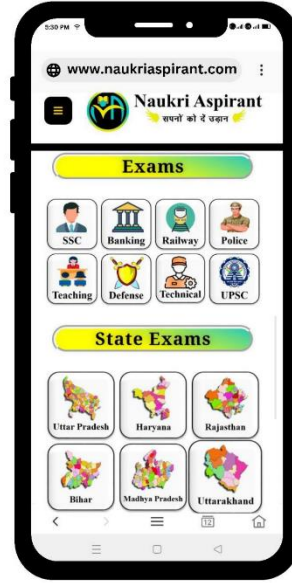 5:30 PM
www.naukriaspirant.com
Naukri Aspirant
सपनों को दें उड़ान
Exams
SSC Banking Railway Police
Teaching Defense Technical UPSC
State Exams
Uttar Pradesh Haryana Rajasthan
Bihar Madhya Pradesh Uttarakhand
12